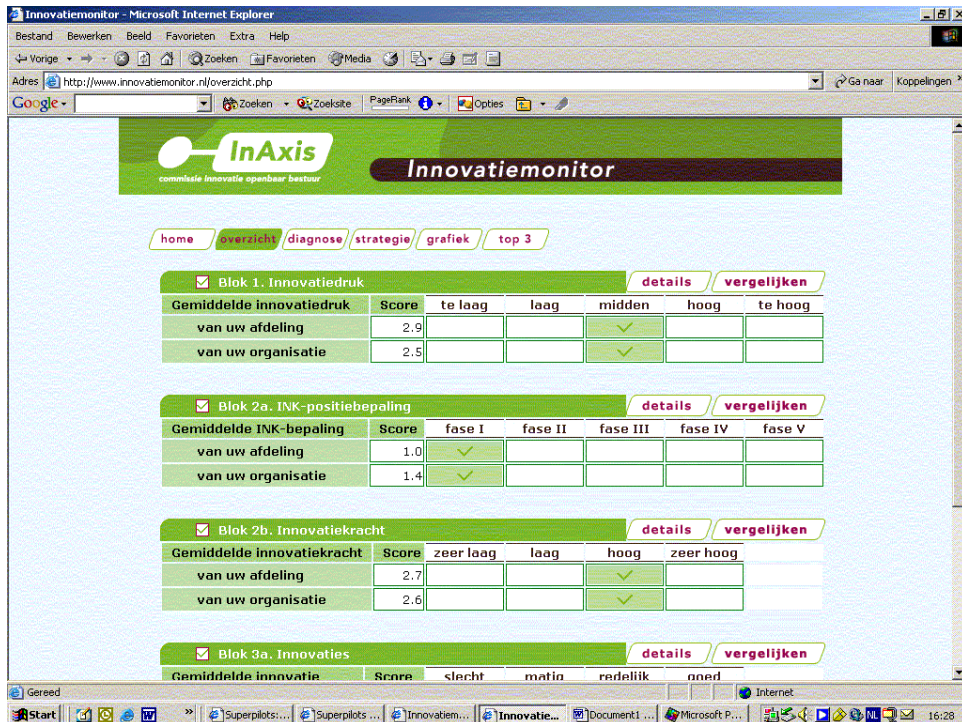 Innovatiemonitor - Microsoft Internet Explorer
Bestand Bewerken Beeld Favorieten Extra Help
Vorige Zoeken Favorieten Media
Adres http://www.innovatiemonitor.nl/overzicht.php Ga naar Koppelingen
Google Zoeken Zoeksite PageRank Opties
InAxis
commissie innovatie openbaar bestuur
Innovatiemonitor
home overzicht diagnose strategie grafiek top 3
Blok 1. Innovatiedruk details vergelijken
Gemiddelde innovatiedruk Score te laag laag midden hoog te hoog
van uw afdeling 2.9
van uw organisatie 2.5
Blok 2a. INK-positiebepaling details vergelijken
Gemiddelde INK-bepaling Score fase I fase II fase III fase IV fase V
van uw afdeling 1.0
van uw organisatie 1.4
Blok 2b. Innovatiekracht details vergelijken
Gemiddelde innovatiekracht Score zeer laag laag hoog zeer hoog
van uw afdeling 2.7
van uw organisatie 2.6
Blok 3a. Innovaties details vergelijken
Gemiddelde innovatie Score slecht matig redelijk goed
Gereed Internet
Start » Superpilots:... Superpilots ... Innovatiem... Innovatie... Document1 ... Microsoft P... NL 16:28